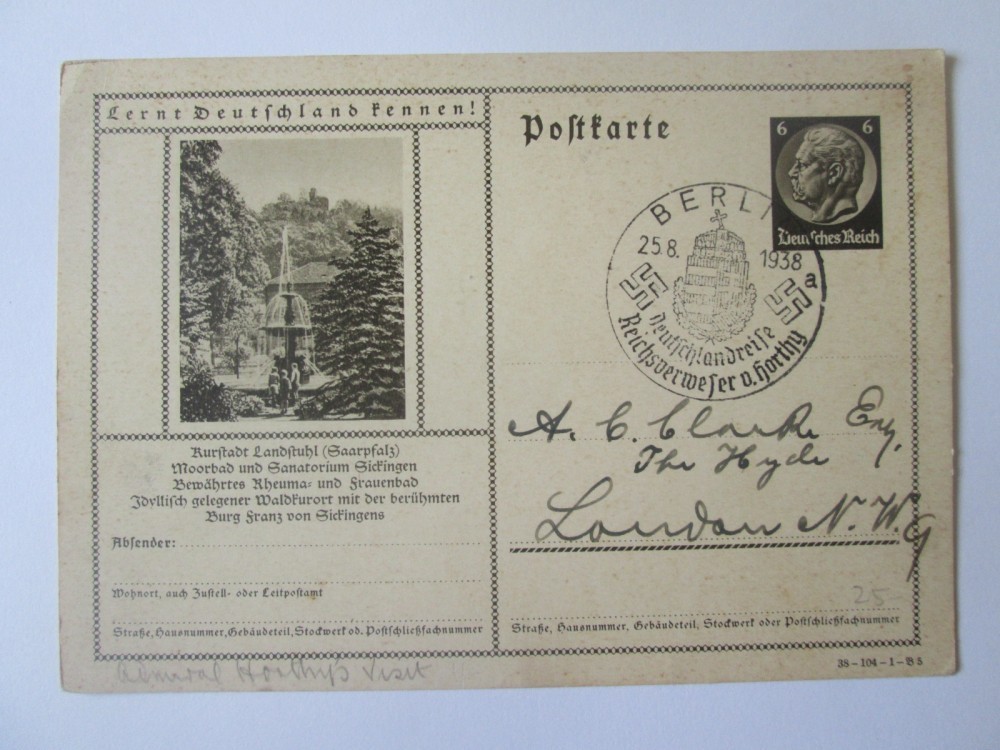 Lernt Deutschland kennen!
Postkarte
6 6
Deutsches Reich
BERLIN
25.8. 1938
a
Deutschlandreise
Reichsverweser v. Horthy
Kurstadt Landstuhl (Saarpfalz)
Moorbad und Sanatorium Sickingen
Bewährtes Rheuma- und Frauenbad
Idyllisch gelegener Waldkurort mit der berühmten
Burg Franz von Sickingens
Absender:
Wohnort, auch Zustell- oder Leitpostamt
Straße, Hausnummer, Gebäudeteil, Stockwerk od. Postschließfachnummer
A. C. Clarke Esq.
The Hyde
London N.W. 9
25-
Straße, Hausnummer, Gebäudeteil, Stockwerk oder Postschließfachnummer
38-104-1-B5
Admiral Horthy's Visit